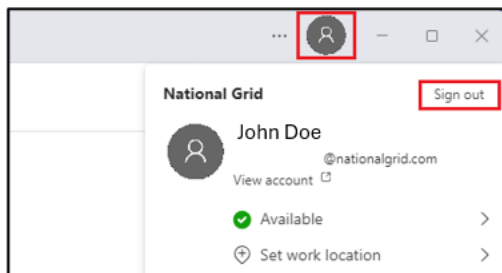 National Grid Sign out
John Doe
@nationalgrid.com
View account
Available
Set work location